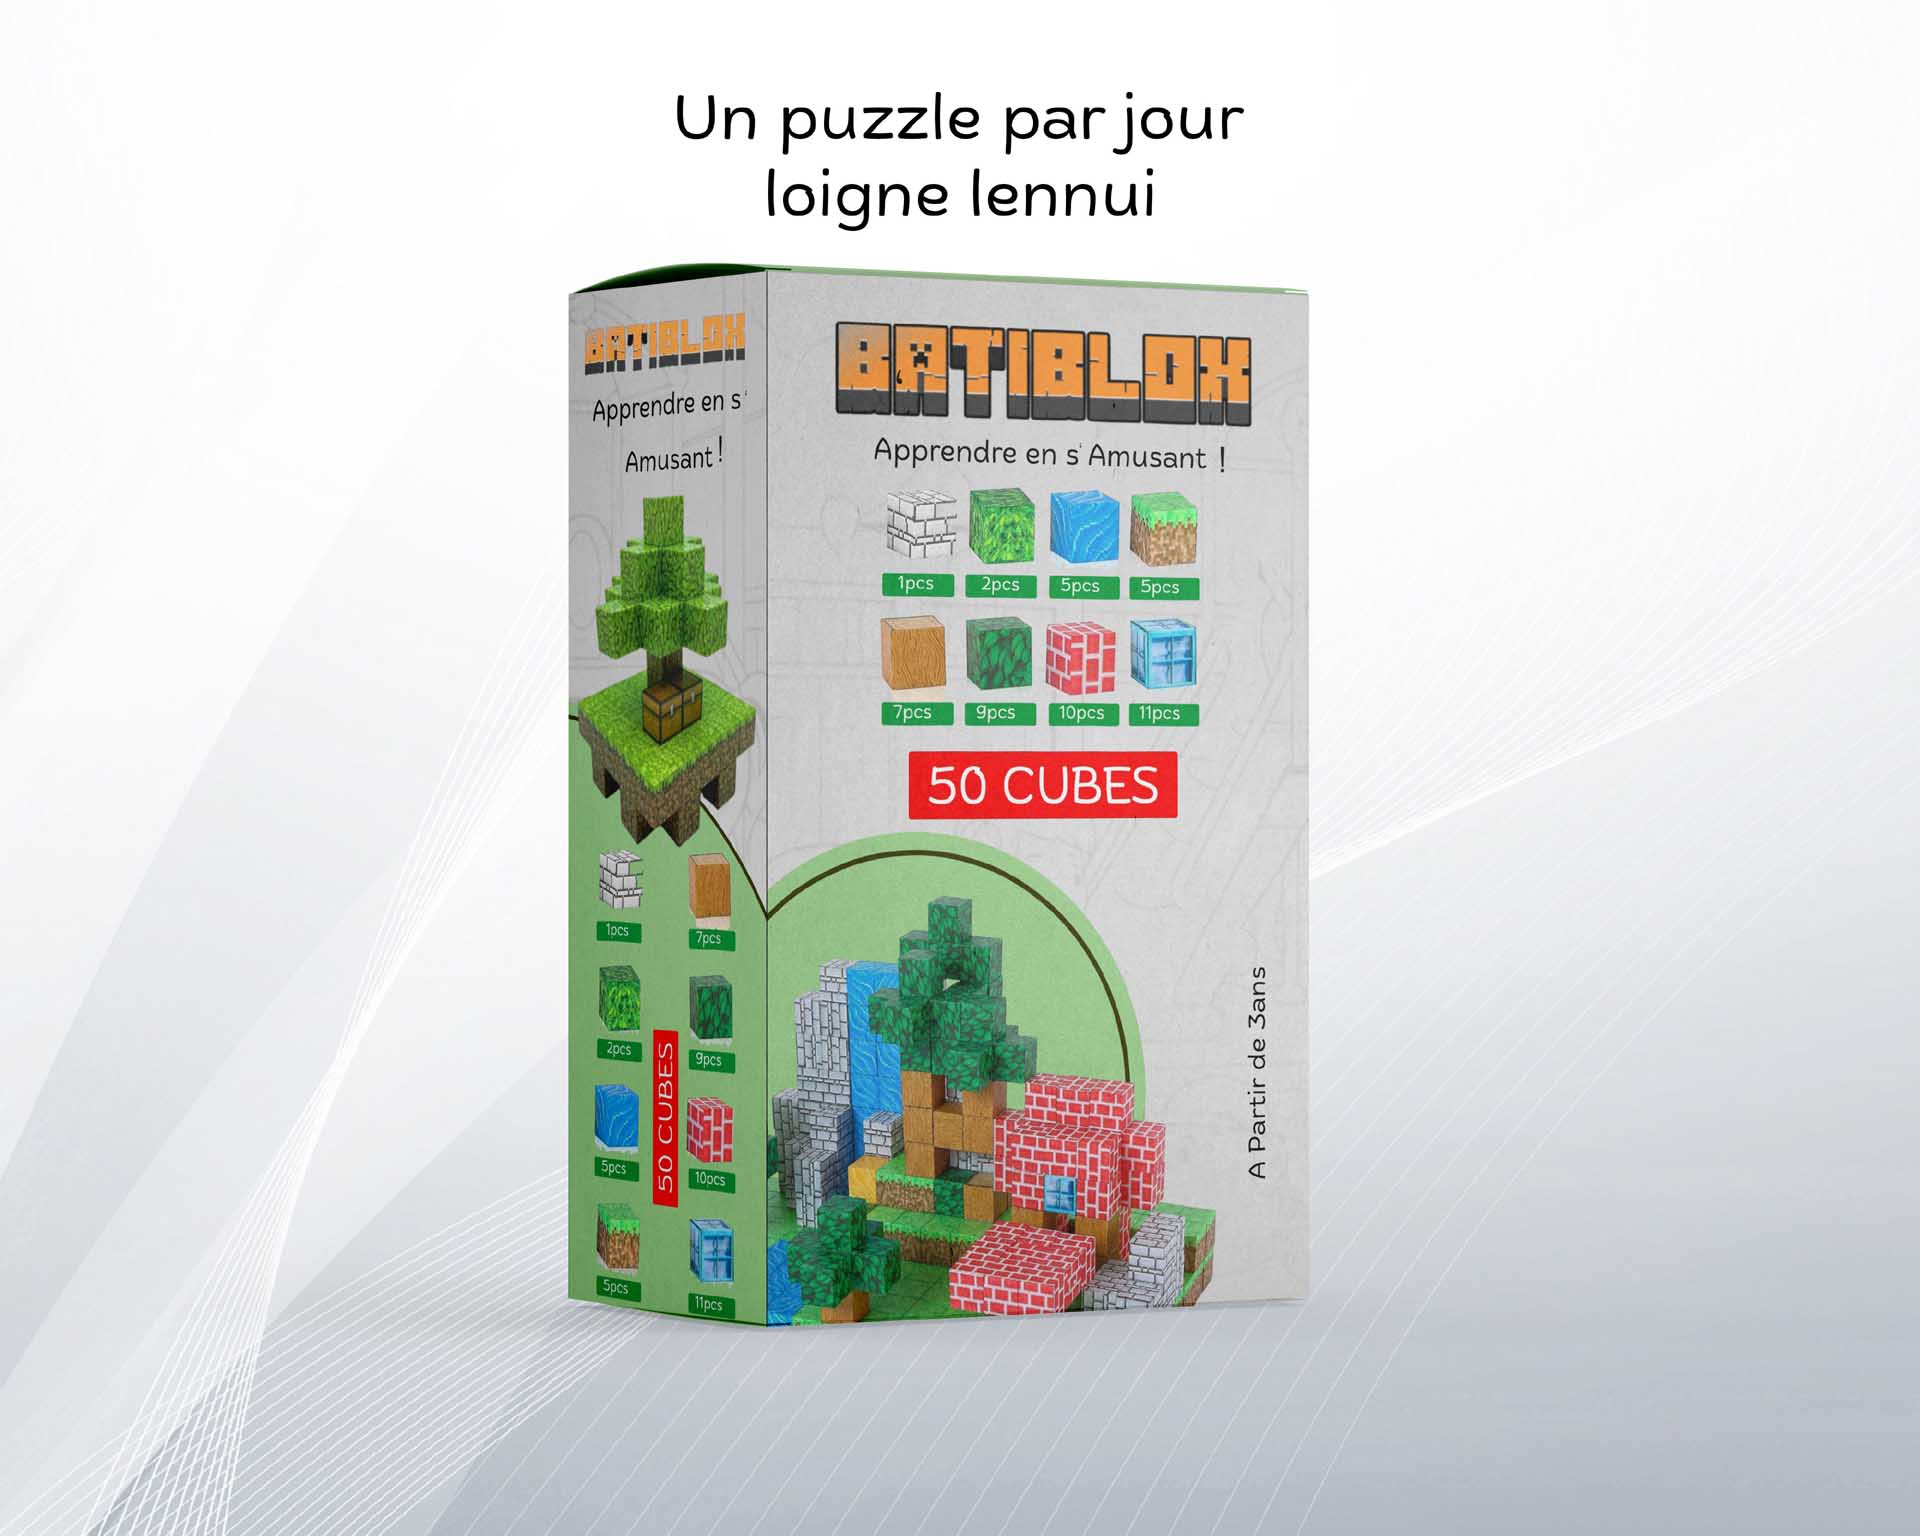 Un puzzle par jour
loigne lennui
BATIBLOX
Apprendre en s'
Amusant !
1pcs
7pcs
2pcs
9pcs
5pcs
10pcs
5pcs
11pcs
50 CUBES
BATIBLOX
Apprendre en s' Amusant !
1pcs 2pcs 5pcs 5pcs
7pcs 9pcs 10pcs 11pcs
50 CUBES
A Partir de 3ans